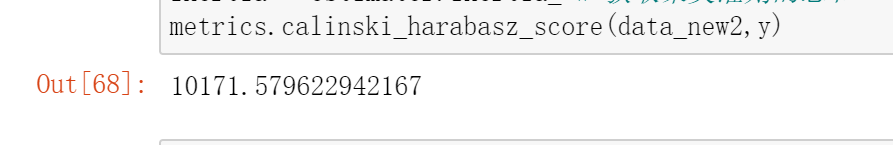 metrics.calinski_harabasz_score(data_new2,y)
Out[68]: 10171.579622942167